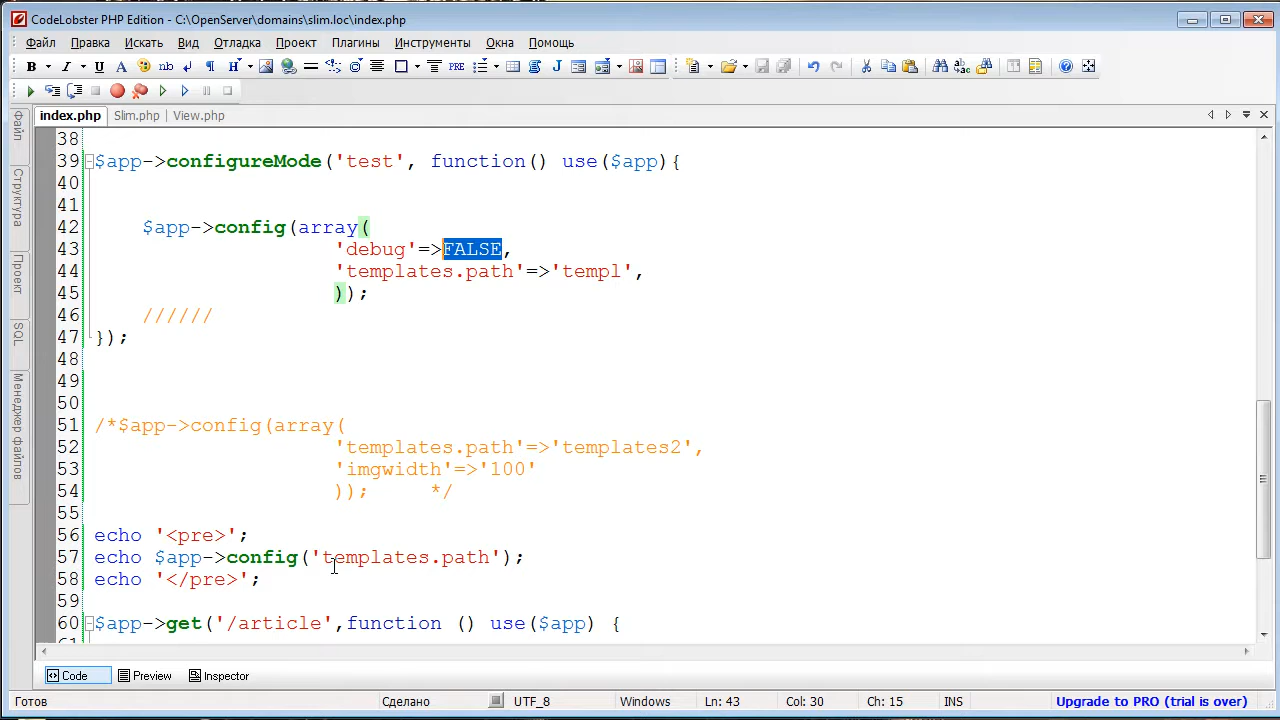 CodeLobster PHP Edition - C:\OpenServer\domains\slim.loc\index.php
Файл Правка Искать Вид Отладка Проект Плагины Инструменты Окна Помощь
B I U A nb ¶ H PRE J
index.php Slim.php View.php
Файл
Структура
Проект
SQL
Менеджер файлов
38
39 $app->configureMode('test', function() use($app){
40
41
42 $app->config(array(
43 'debug'=>FALSE,
44 'templates.path'=>'templ',
45 ));
46 //////
47 });
48
49
50
51 /*$app->config(array(
52 'templates.path'=>'templates2',
53 'imgwidth'=>'100'
54 )); */
55
56 echo '<pre>';
57 echo $app->config('templates.path');
58 echo '</pre>';
59
60 $app->get('/article',function () use($app) {
Code Preview Inspector
Готов Сделано UTF_8 Windows Ln: 43 Col: 30 Ch: 15 INS Upgrade to PRO (trial is over)